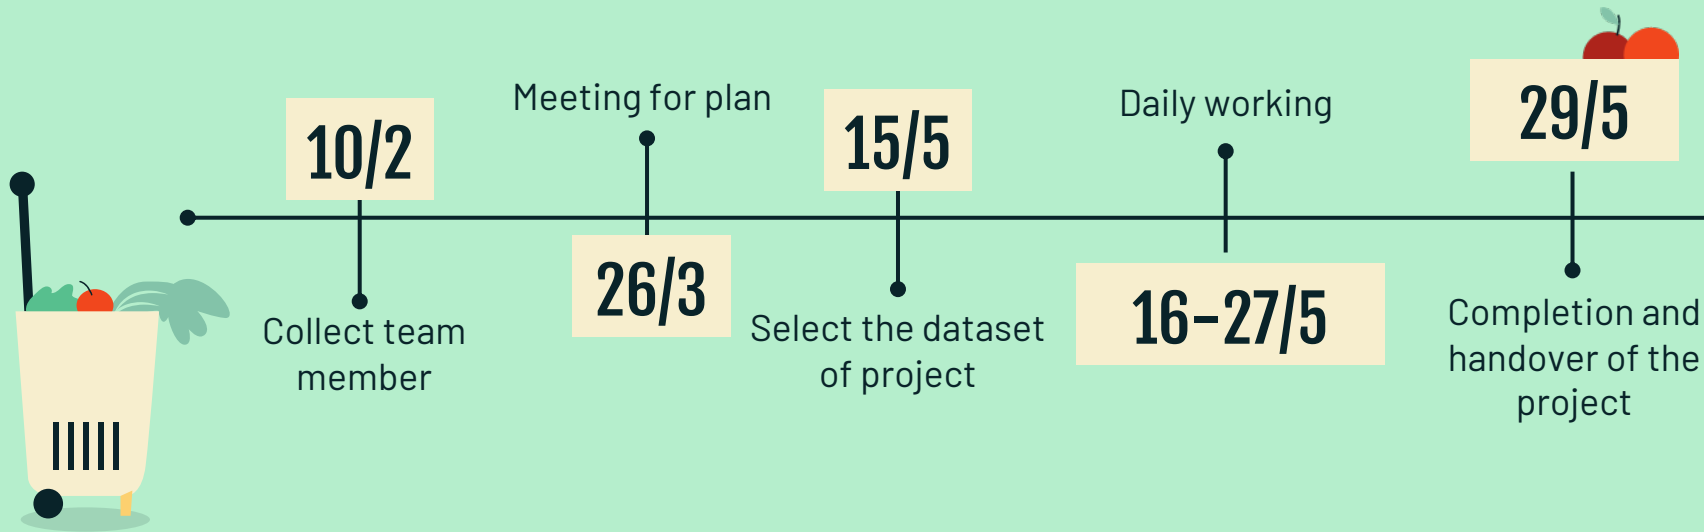 10/2
Collect team
member
Meeting for plan
26/3
15/5
Select the dataset
of project
Daily working
16-27/5
29/5
Completion and
handover of the
project